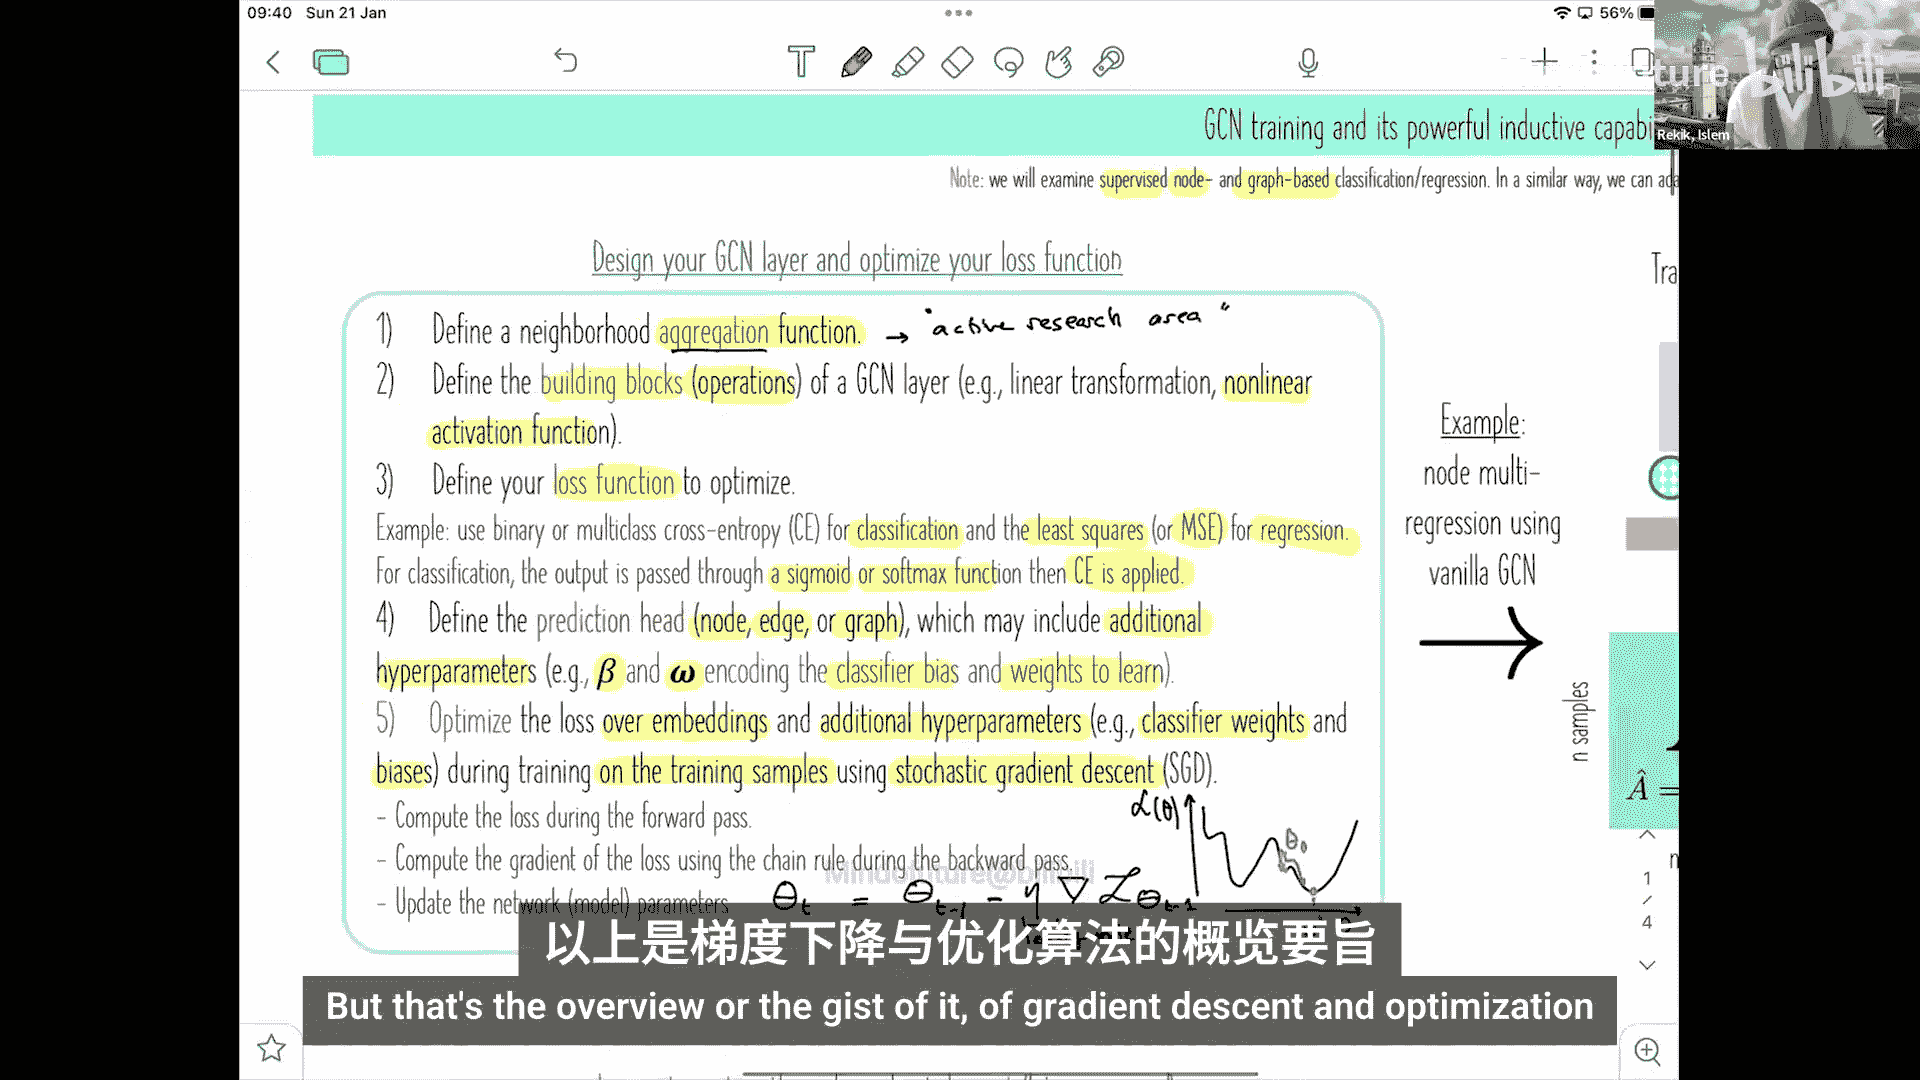 09:40 Sun 21 Jan
56%
GCN training and its powerful inductive capabi
ture bilibili
Rekik, Islem
Note: we will examine supervised node- and graph-based classification/regression. In a similar way, we can ada
Design your GCN layer and optimize your loss function
Tra
1) Define a neighborhood aggregation function. → "active research area"
2) Define the building blocks (operations) of a GCN layer (e.g., linear transformation, nonlinear
activation function).
3) Define your loss function to optimize.
Example: use binary or multiclass cross-entropy (CE) for classification and the least squares (or MSE) for regression.
For classification, the output is passed through a sigmoid or softmax function then CE is applied.
4) Define the prediction head (node, edge, or graph), which may include additional
hyperparameters (e.g., β and ω encoding the classifier bias and weights to learn).
5) Optimize the loss over embeddings and additional hyperparameters (e.g., classifier weights and
biases) during training on the training samples using stochastic gradient descent (SGD).
- Compute the loss during the forward pass.
- Compute the gradient of the loss using the chain rule during the backward pass.
- Update the network (model) parameters
L(θ)
θ₀
θt = θt-1 - η ∇ Lθt-1
Example:
node multi-
regression using
vanilla GCN
n samples
Â =
n
1
/
4
以上是梯度下降与优化算法的概览要旨
But that's the overview or the gist of it, of gradient descent and optimization